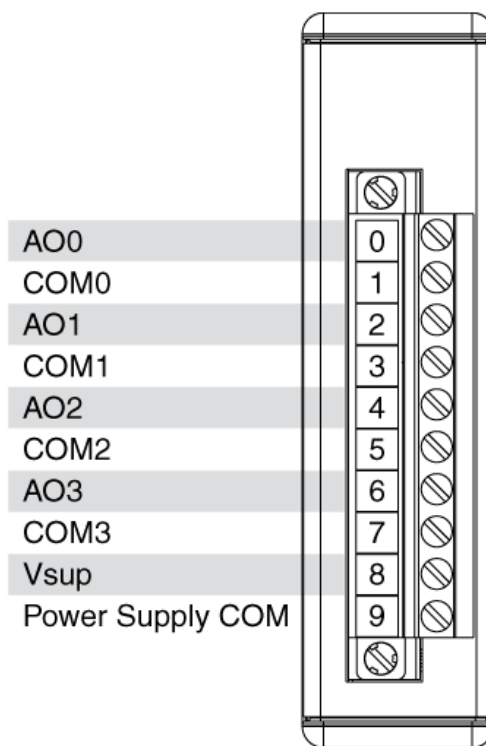 AO0 0
COM0 1
AO1 2
COM1 3
AO2 4
COM2 5
AO3 6
COM3 7
Vsup 8
Power Supply COM 9